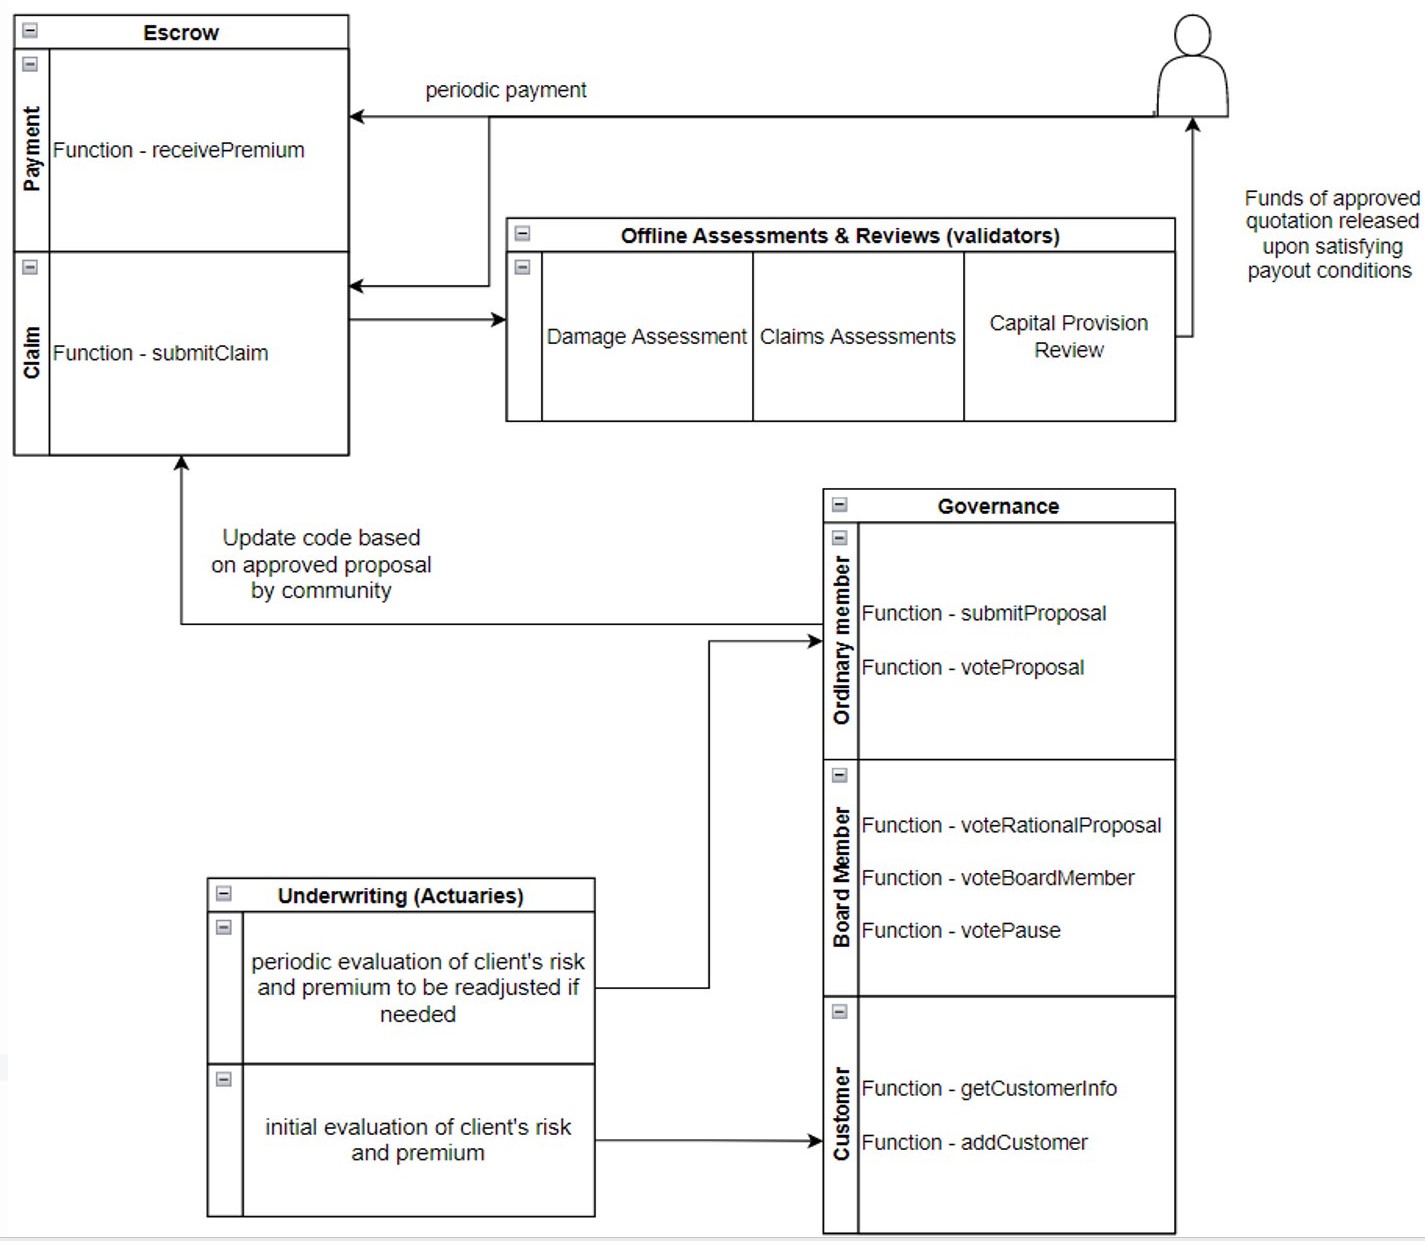 Escrow
Payment
Function - receivePremium
Claim
Function - submitClaim
periodic payment
Funds of approved
quotation released
upon satisfying
payout conditions
Offline Assessments & Reviews (validators)
Damage Assessment
Claims Assessments
Capital Provision
Review
Update code based
on approved proposal
by community
Governance
Ordinary member
Function - submitProposal
Function - voteProposal
Board Member
Function - voteRationalProposal
Function - voteBoardMember
Function - votePause
Customer
Function - getCustomerInfo
Function - addCustomer
Underwriting (Actuaries)
periodic evaluation of client's risk
and premium to be readjusted if
needed
initial evaluation of client's risk
and premium